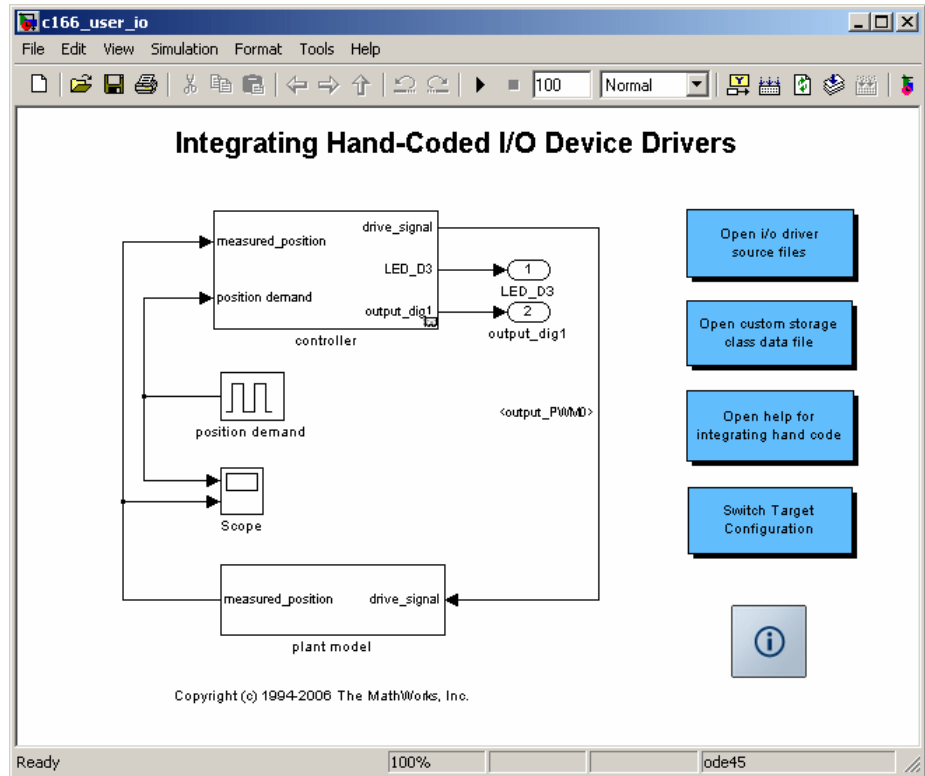 c166_user_io
File Edit View Simulation Format Tools Help
100 Normal
Integrating Hand-Coded I/O Device Drivers
drive_signal
measured_position
LED_D3
position demand
output_dig1
controller
1
LED_D3
2
output_dig1
<output_PWM0>
position demand
Scope
measured_position drive_signal
plant model
Open i/o driver
source files
Open custom storage
class data file
Open help for
integrating hand code
Switch Target
Configuration
Copyright (c) 1994-2006 The MathWorks, Inc.
Ready 100% ode45